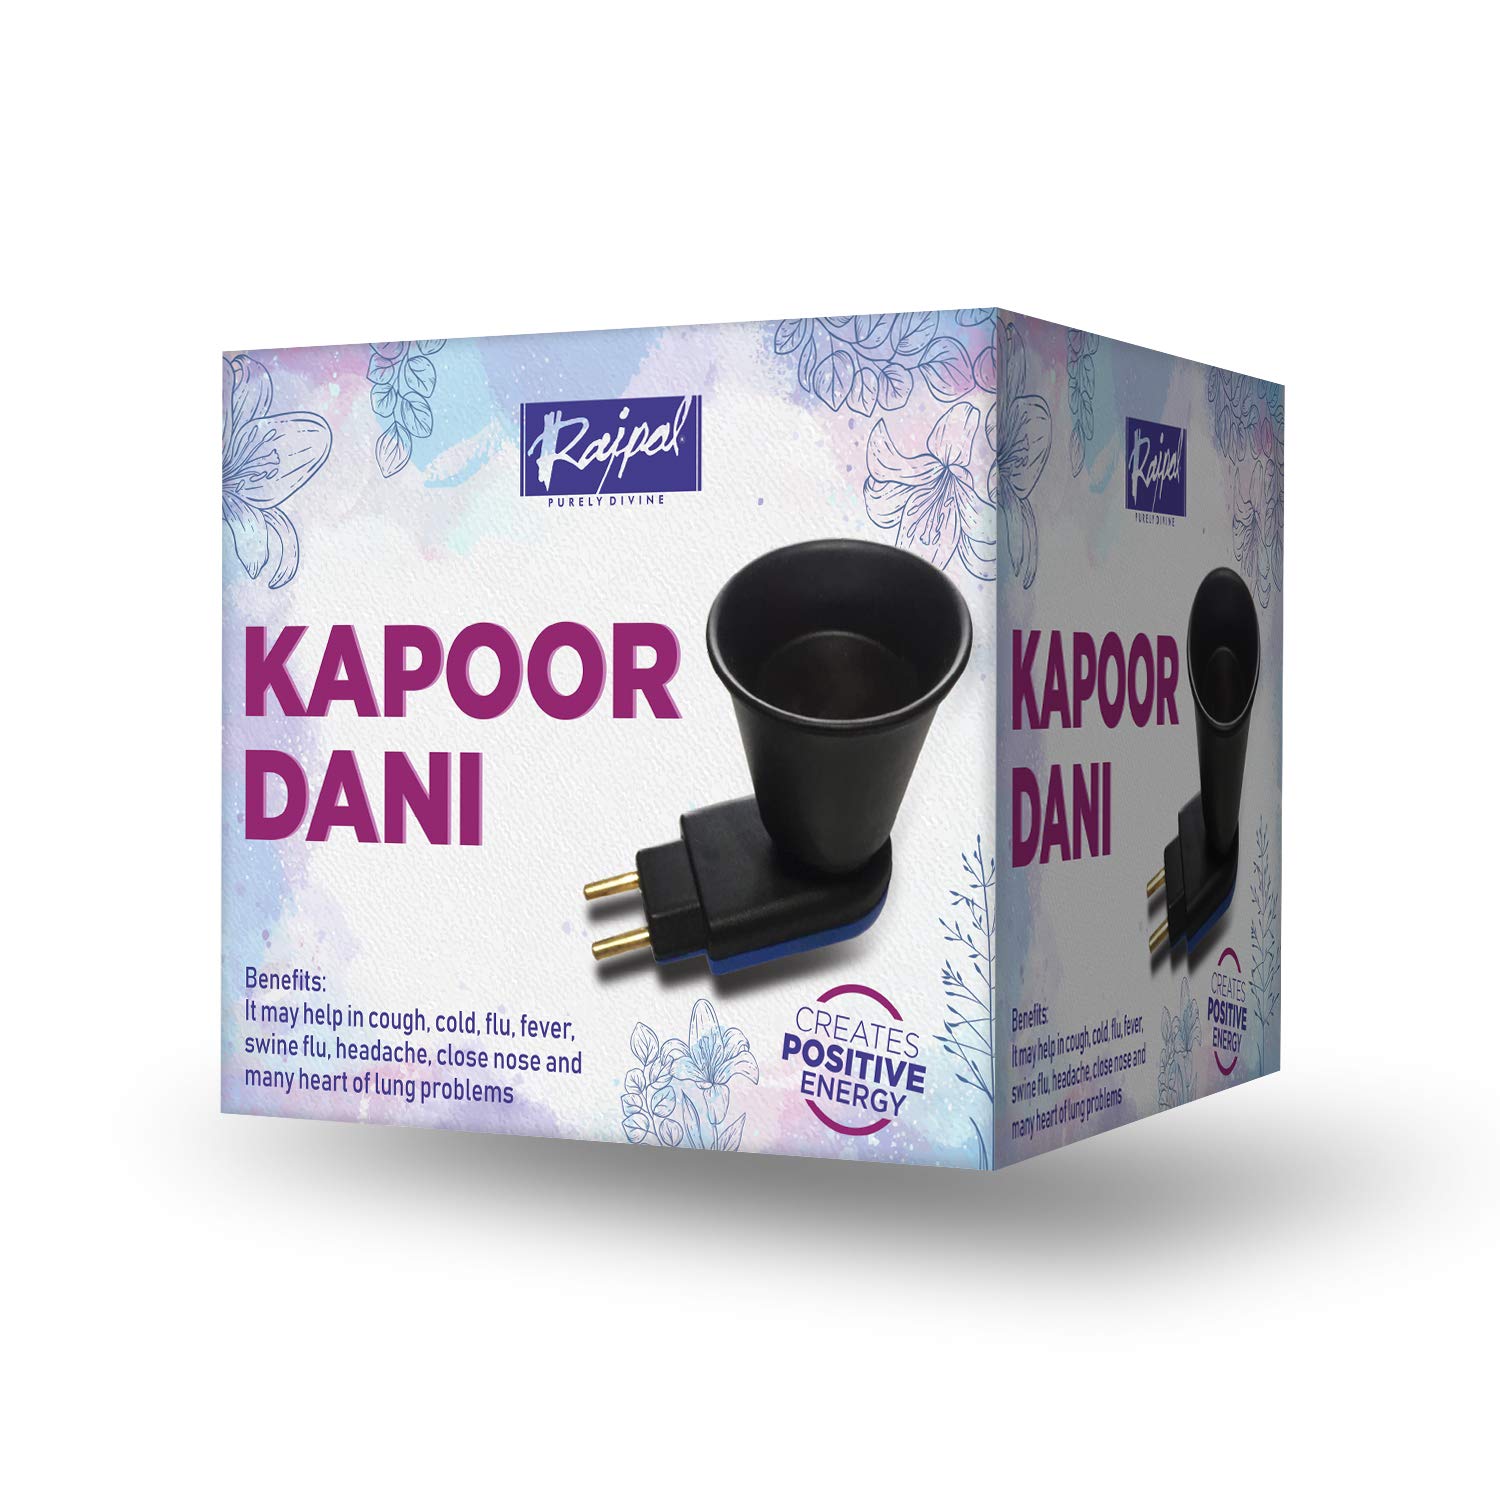 Rajpal
PURELY DIVINE
KAPOOR
DANI
Benefits:
It may help in cough, cold, flu, fever,
swine flu, headache, close nose and
many heart of lung problems
CREATES
POSITIVE
ENERGY
Rajpal
PURELY DIVINE
KAPOOR
DANI
Benefits:
It may help in cough, cold, flu, fever,
swine flu, headache, close nose and
many heart of lung problems
CREATES
POSITIVE
ENERGY